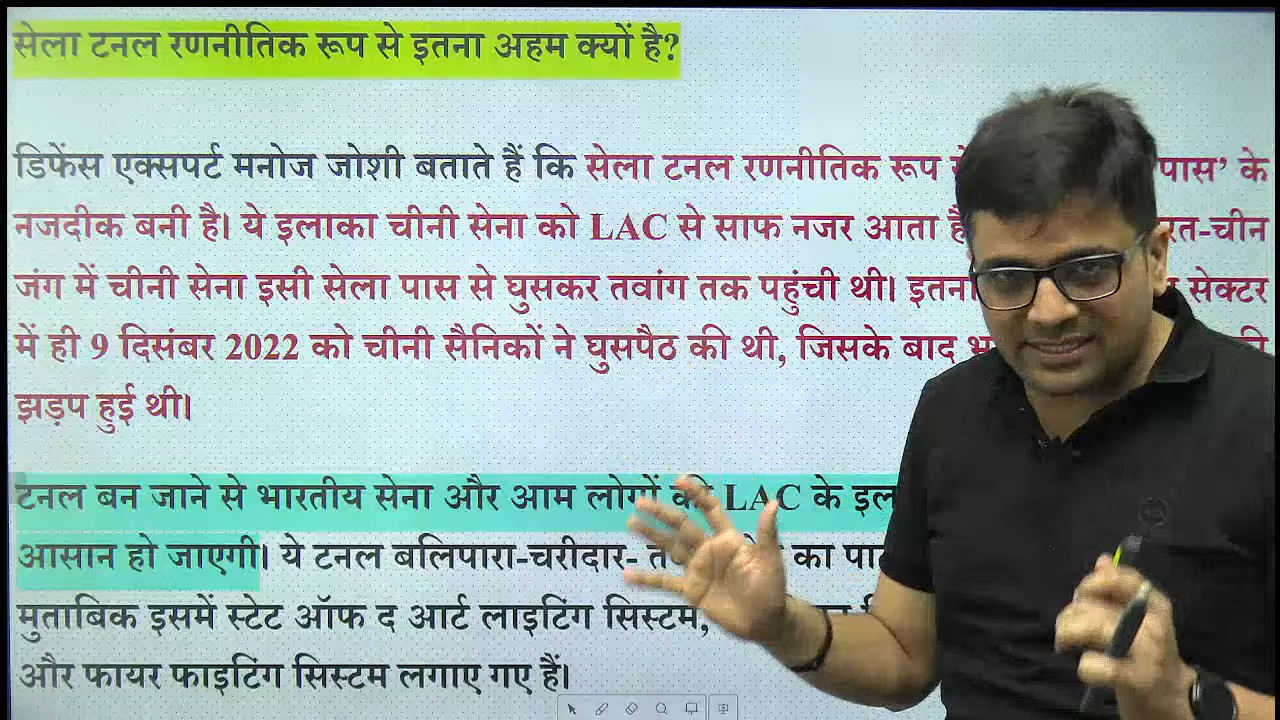 सेला टनल रणनीतिक रूप से इतना अहम क्यों है?
डिफेंस एक्सपर्ट मनोज जोशी बताते हैं कि सेला टनल रणनीतिक रूप पास’ के
नजदीक बनी है। ये इलाका चीनी सेना को LAC से साफ नजर आता
जंग में चीनी सेना इसी सेला पास से घुसकर तवांग तक पहुंची थी। सेक्टर
में ही 9 दिसंबर 2022 को चीनी सैनिकों ने घुसपैठ की थी, जिसके बाद
झड़प हुई थी।
टनल बन जाने से भारतीय सेना और आम लोगों LAC के
आसान हो जाएगी। ये टनल बलिपारा-चरीदार- का
मुताबिक इसमें स्टेट ऑफ द आर्ट लाइटिंग सिस्टम,
और फायर फाइटिंग सिस्टम लगाए गए हैं।